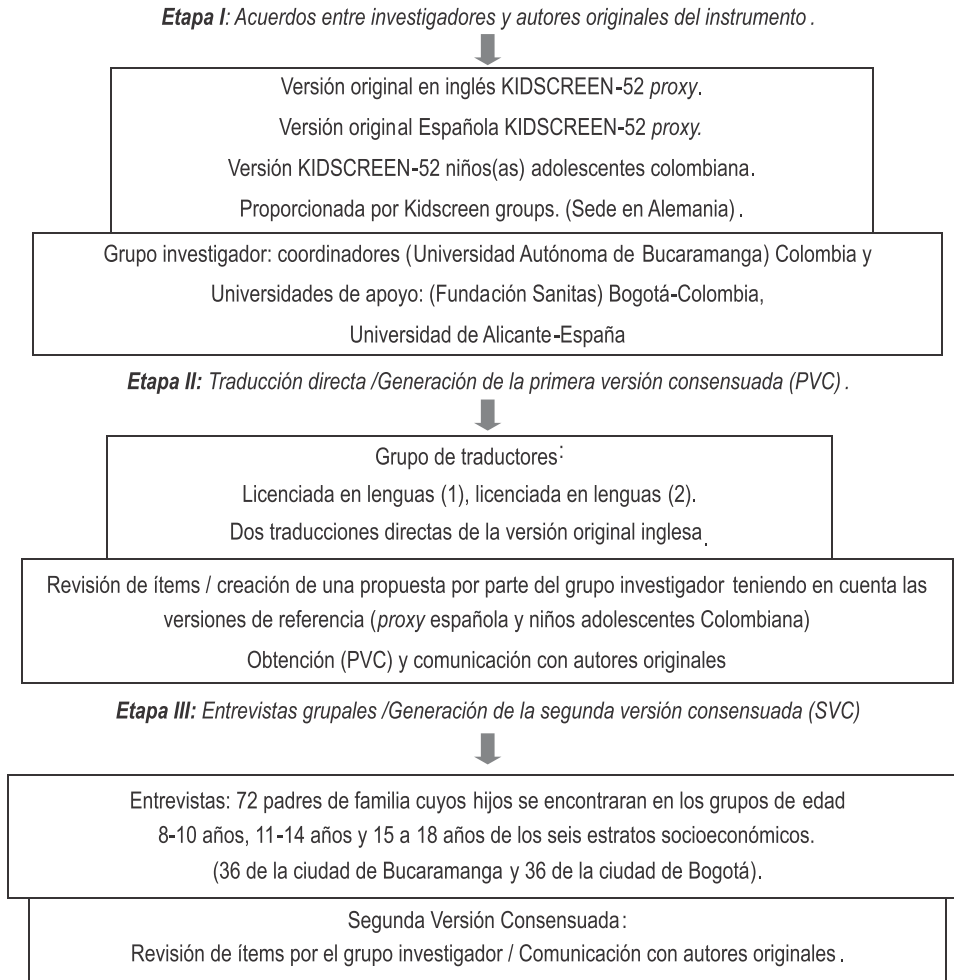 Etapa I: Acuerdos entre investigadores y autores originales del instrumento.
Versión original en inglés KIDSCREEN-52 proxy.
Versión original Española KIDSCREEN-52 proxy.
Versión KIDSCREEN-52 niños(as) adolescentes colombiana.
Proporcionada por Kidscreen groups. (Sede en Alemania).
Grupo investigador: coordinadores (Universidad Autónoma de Bucaramanga) Colombia y
Universidades de apoyo: (Fundación Sanitas) Bogotá-Colombia,
Universidad de Alicante-España
Etapa II: Traducción directa /Generación de la primera versión consensuada (PVC).
Grupo de traductores:
Licenciada en lenguas (1), licenciada en lenguas (2).
Dos traducciones directas de la versión original inglesa.
Revisión de ítems / creación de una propuesta por parte del grupo investigador teniendo en cuenta las
versiones de referencia (proxy española y niños adolescentes Colombiana)
Obtención (PVC) y comunicación con autores originales
Etapa III: Entrevistas grupales /Generación de la segunda versión consensuada (SVC)
Entrevistas: 72 padres de familia cuyos hijos se encontraran en los grupos de edad
8-10 años, 11-14 años y 15 a 18 años de los seis estratos socioeconómicos.
(36 de la ciudad de Bucaramanga y 36 de la ciudad de Bogotá).
Segunda Versión Consensuada:
Revisión de ítems por el grupo investigador / Comunicación con autores originales.